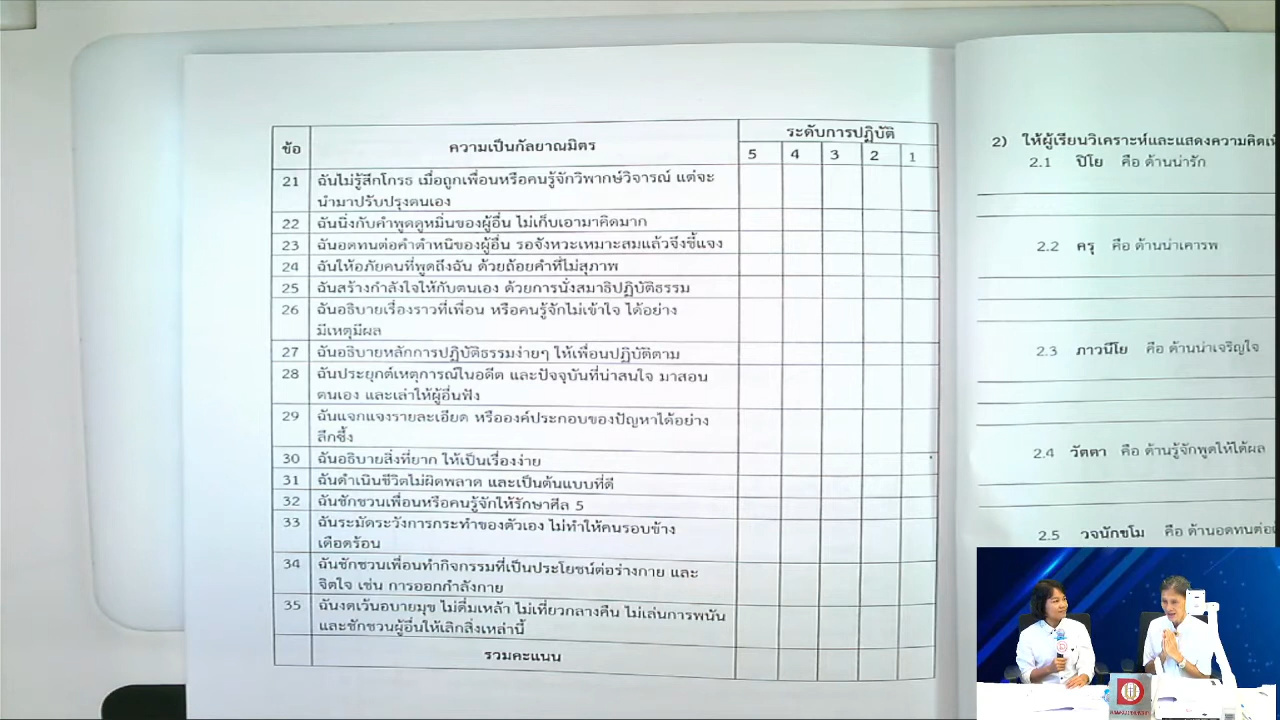 ข้อ ความเป็นกัลยาณมิตร ระดับการปฏิบัติ
5 4 3 2 1
21 ฉันไม่รู้สึกโกรธ เมื่อถูกเพื่อนหรือคนรู้จักวิพากษ์วิจารณ์ แต่จะ
นำมาปรับปรุงตนเอง
22 ฉันนิ่งกับคำพูดดูหมิ่นของผู้อื่น ไม่เก็บเอามาคิดมาก
23 ฉันอดทนต่อคำตำหนิของผู้อื่น รอจังหวะเหมาะสมแล้วจึงชี้แจง
24 ฉันให้อภัยคนที่พูดถึงฉัน ด้วยถ้อยคำที่ไม่สุภาพ
25 ฉันสร้างกำลังใจให้กับตนเอง ด้วยการนั่งสมาธิปฏิบัติธรรม
26 ฉันอธิบายเรื่องราวที่เพื่อน หรือคนรู้จักไม่เข้าใจ ได้อย่าง
มีเหตุมีผล
27 ฉันอธิบายหลักการปฏิบัติธรรมง่ายๆ ให้เพื่อนปฏิบัติตาม
28 ฉันประยุกต์เหตุการณ์ในอดีต และปัจจุบันที่น่าสนใจ มาสอน
ตนเอง และเล่าให้ผู้อื่นฟัง
29 ฉันแจกแจงรายละเอียด หรือองค์ประกอบของปัญหาได้อย่าง
ลึกซึ้ง
30 ฉันอธิบายสิ่งที่ยาก ให้เป็นเรื่องง่าย
31 ฉันดำเนินชีวิตไม่ผิดพลาด และเป็นต้นแบบที่ดี
32 ฉันชักชวนเพื่อนหรือคนรู้จักให้รักษาศีล 5
33 ฉันระมัดระวังการกระทำของตัวเอง ไม่ทำให้คนรอบข้าง
เดือดร้อน
34 ฉันชักชวนเพื่อนทำกิจกรรมที่เป็นประโยชน์ต่อร่างกาย และ
จิตใจ เช่น การออกกำลังกาย
35 ฉันงดเว้นอบายมุข ไม่ดื่มเหล้า ไม่เที่ยวกลางคืน ไม่เล่นการพนัน
และชักชวนผู้อื่นให้เลิกสิ่งเหล่านี้
รวมคะแนน
2) ให้ผู้เรียนวิเคราะห์และแสดงความคิดเ
2.1 ปิโย คือ ด้านน่ารัก
2.2 ครุ คือ ด้านน่าเคารพ
2.3 ภาวนีโย คือ ด้านน่าเจริญใจ
2.4 วัตตา คือ ด้านรู้จักพูดให้ได้ผล
2.5 วจนักขโม คือ ด้านอดทนต่อ